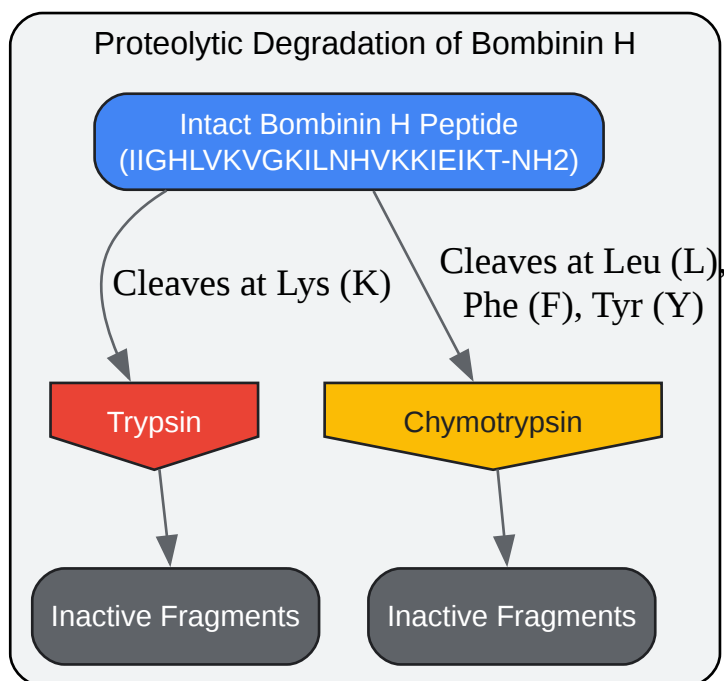 Proteolytic Degradation of Bombinin H
Intact Bombinin H Peptide
(IIGHLVKVGKILNHVKKIEIKT-NH2)
Cleaves at Lys (K)
Cleaves at Leu (L),
Phe (F), Tyr (Y)
Trypsin
Chymotrypsin
Inactive Fragments
Inactive Fragments